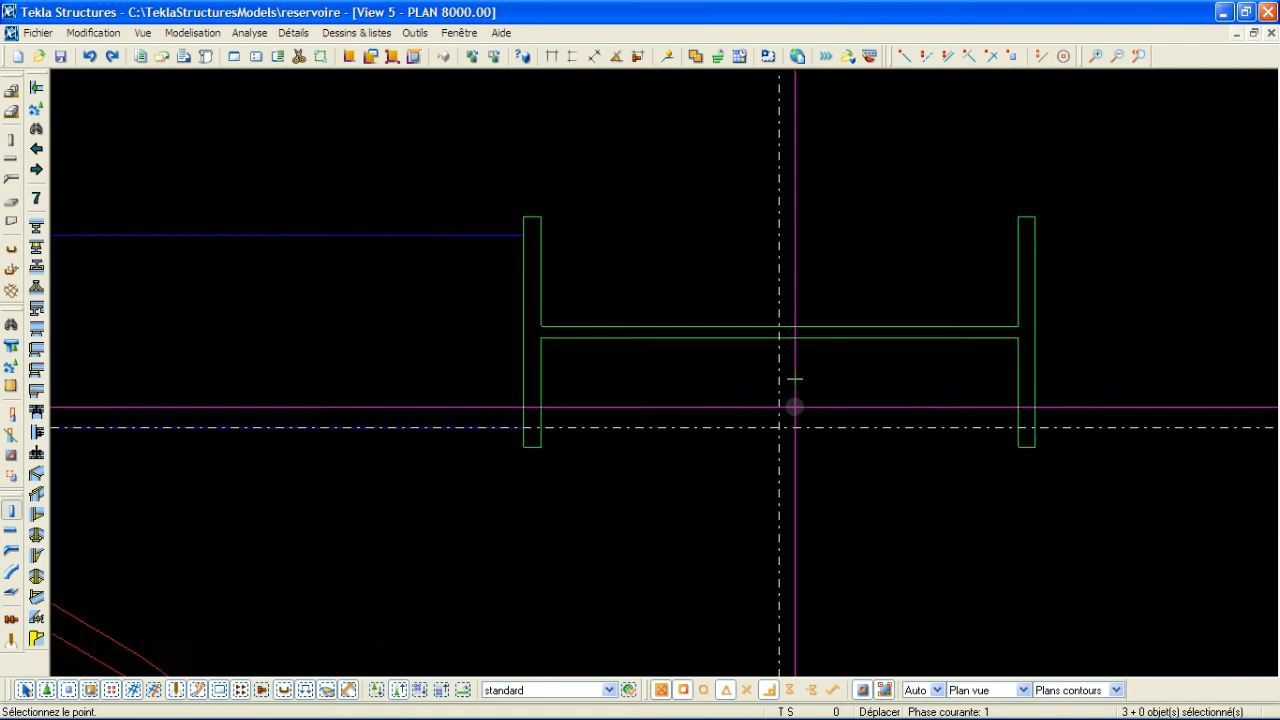 Tekla Structures - C:\TeklaStructuresModels\reservoire - [View 5 - PLAN 8000.00]
Fichier Modification Vue Modelisation Analyse Détails Dessins & listes Outils Fenêtre Aide
7
standard Auto Plan vue Plans contours
Sélectionnez le point. T S 0 Déplacer Phase courante: 1 3 + 0 objet(s) sélectionné(s)